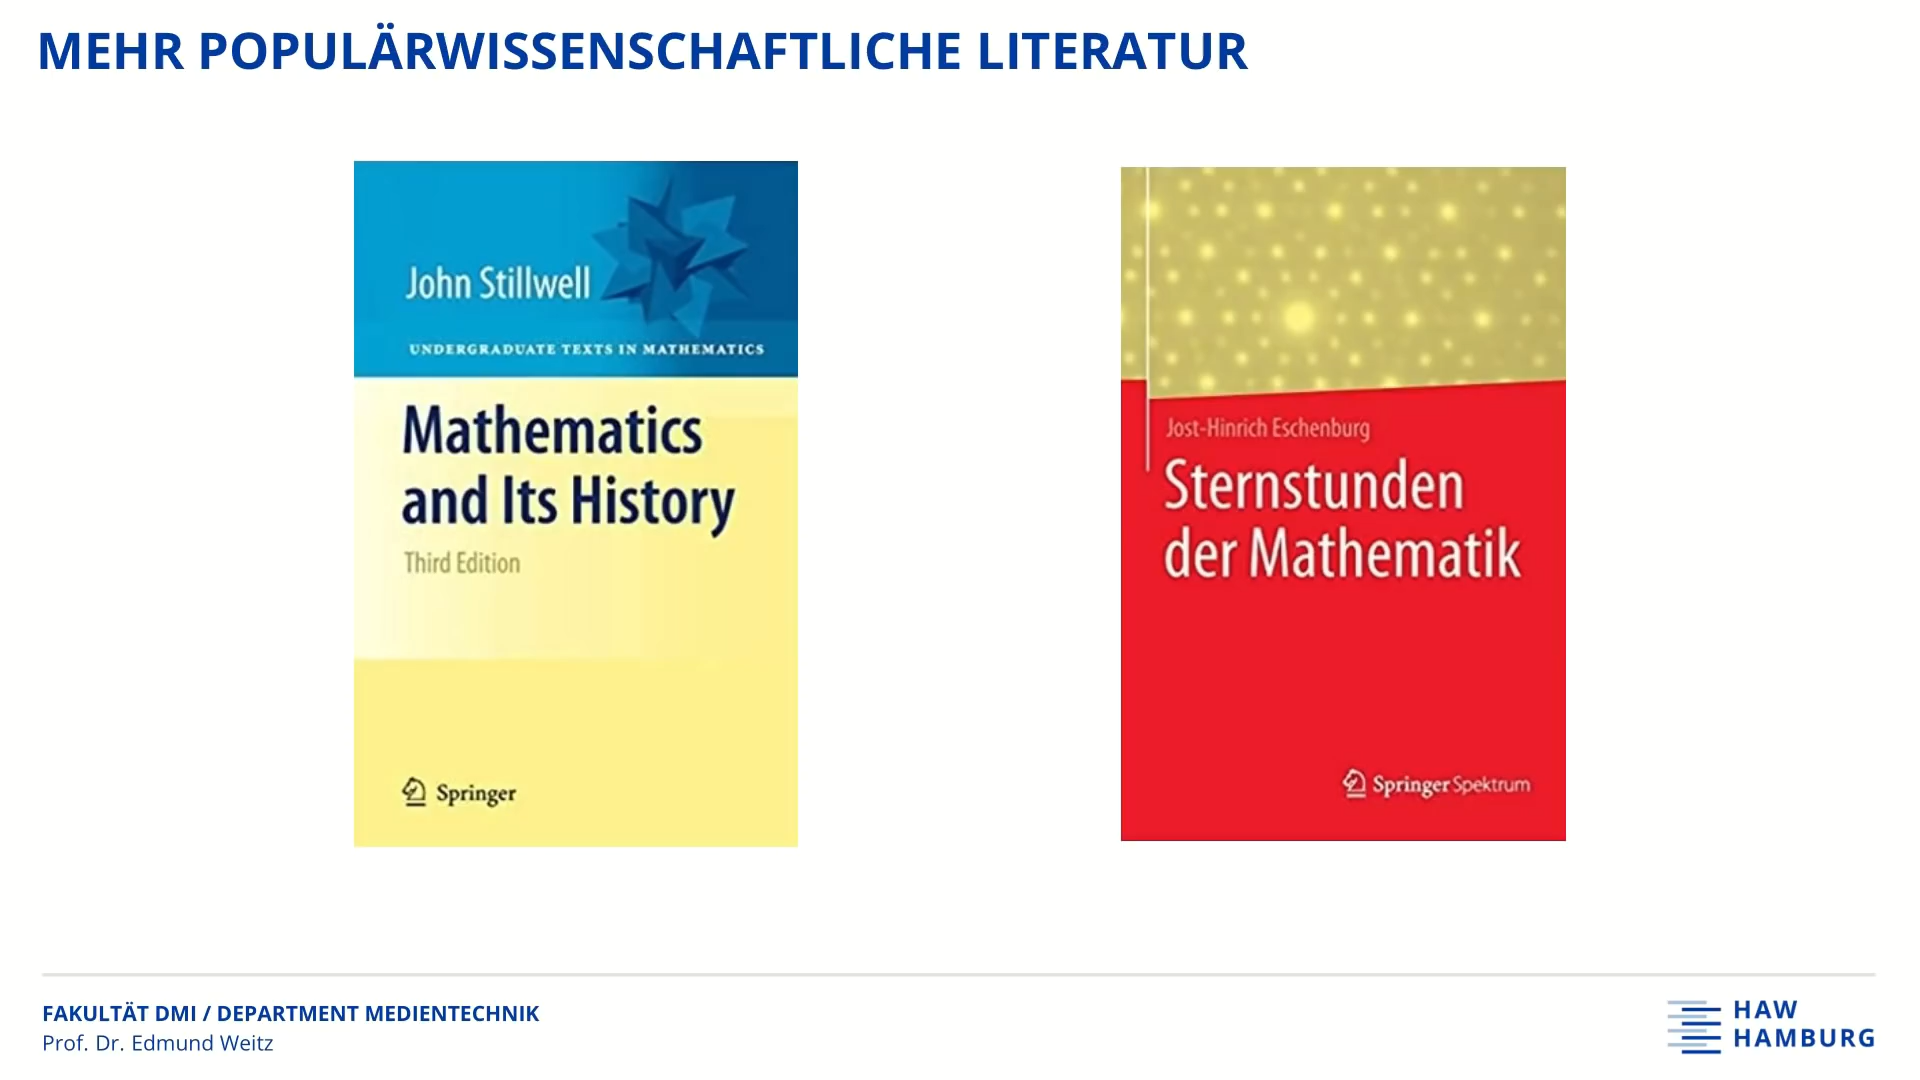 MEHR POPULÄRWISSENSCHAFTLICHE LITERATUR
John Stillwell
UNDERGRADUATE TEXTS IN MATHEMATICS
Mathematics
and Its History
Third Edition
Springer
Jost-Hinrich Eschenburg
Sternstunden
der Mathematik
Springer Spektrum
FAKULTÄT DMI / DEPARTMENT MEDIENTECHNIK
Prof. Dr. Edmund Weitz
HAW
HAMBURG